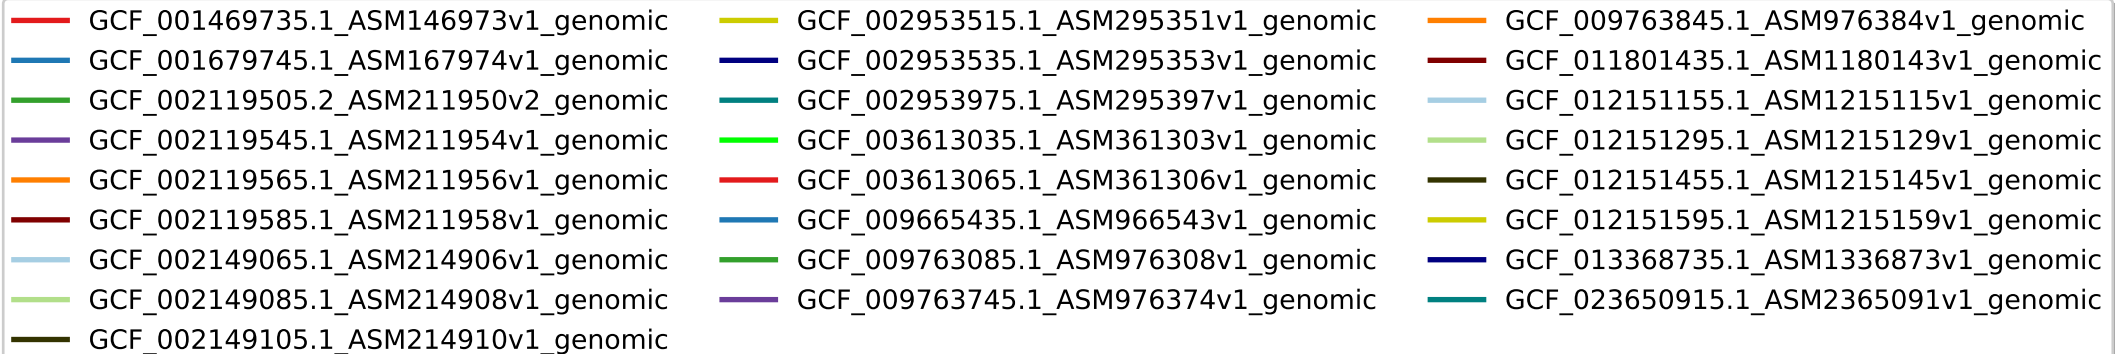 GCF_001469735.1_ASM146973v1_genomic
GCF_001679745.1_ASM167974v1_genomic
GCF_002119505.2_ASM211950v2_genomic
GCF_002119545.1_ASM211954v1_genomic
GCF_002119565.1_ASM211956v1_genomic
GCF_002119585.1_ASM211958v1_genomic
GCF_002149065.1_ASM214906v1_genomic
GCF_002149085.1_ASM214908v1_genomic
GCF_002149105.1_ASM214910v1_genomic
GCF_002953515.1_ASM295351v1_genomic
GCF_002953535.1_ASM295353v1_genomic
GCF_002953975.1_ASM295397v1_genomic
GCF_003613035.1_ASM361303v1_genomic
GCF_003613065.1_ASM361306v1_genomic
GCF_009665435.1_ASM966543v1_genomic
GCF_009763085.1_ASM976308v1_genomic
GCF_009763745.1_ASM976374v1_genomic
GCF_009763845.1_ASM976384v1_genomic
GCF_011801435.1_ASM1180143v1_genomic
GCF_012151155.1_ASM1215115v1_genomic
GCF_012151295.1_ASM1215129v1_genomic
GCF_012151455.1_ASM1215145v1_genomic
GCF_012151595.1_ASM1215159v1_genomic
GCF_013368735.1_ASM1336873v1_genomic
GCF_023650915.1_ASM2365091v1_genomic